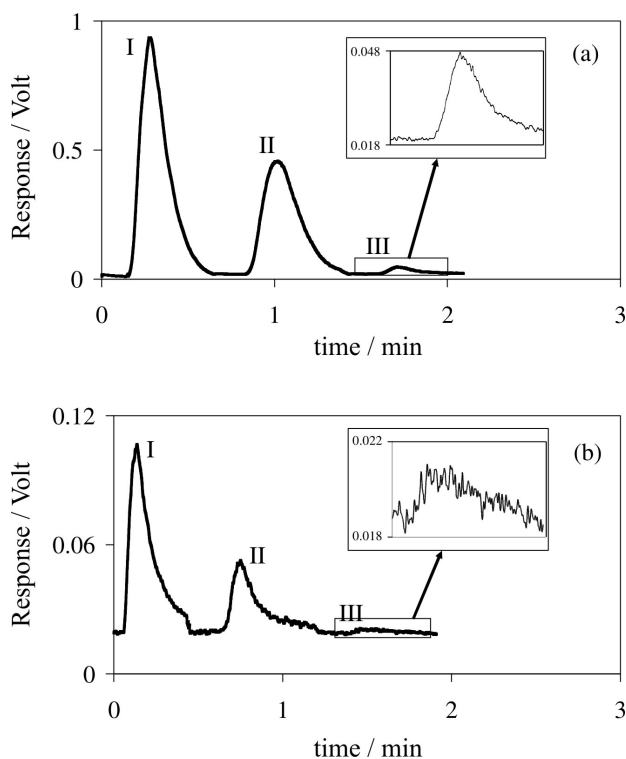 1
(a)
0.048
I
II
0.5
0.018
III
0
0
1
2
3
Response / Volt
time / min
0.12
(b)
0.022
I
0.06
II
0.018
III
0
0
1
2
3
Response / Volt
time / min